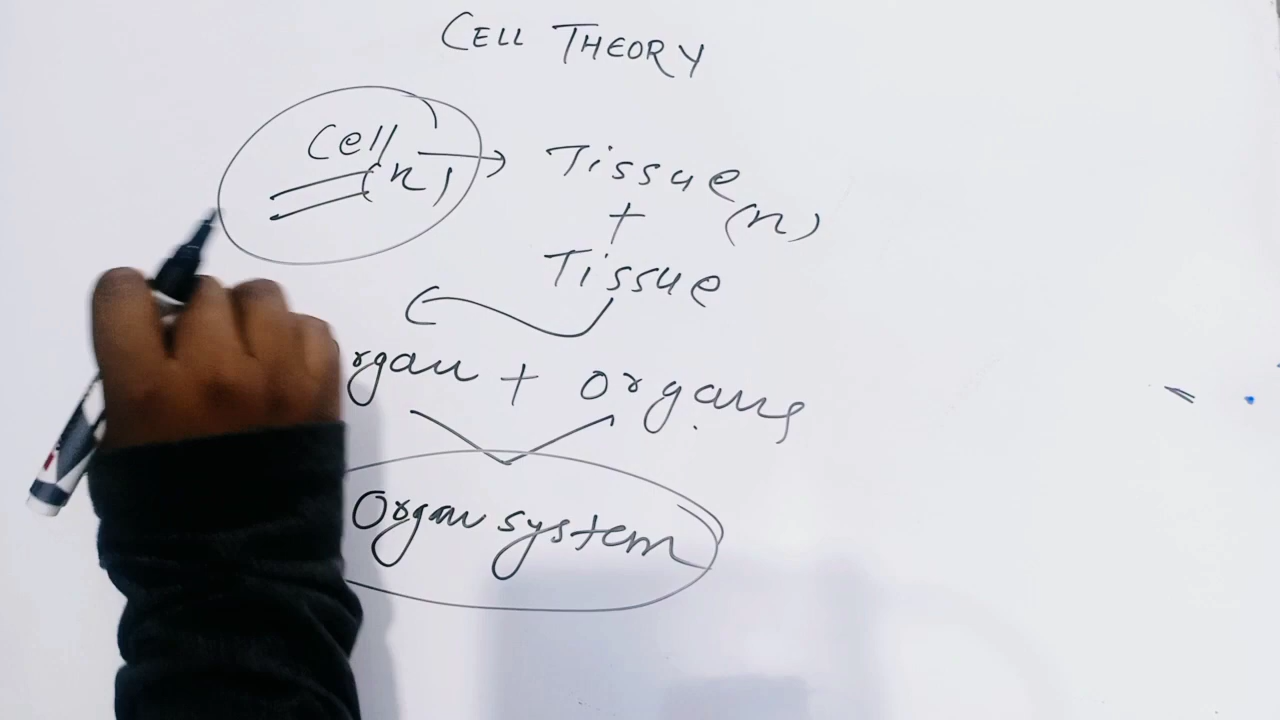 CELL THEORY
Cell (n) → Tissue (n)
+
Tissue
rgan + organs
Organ system